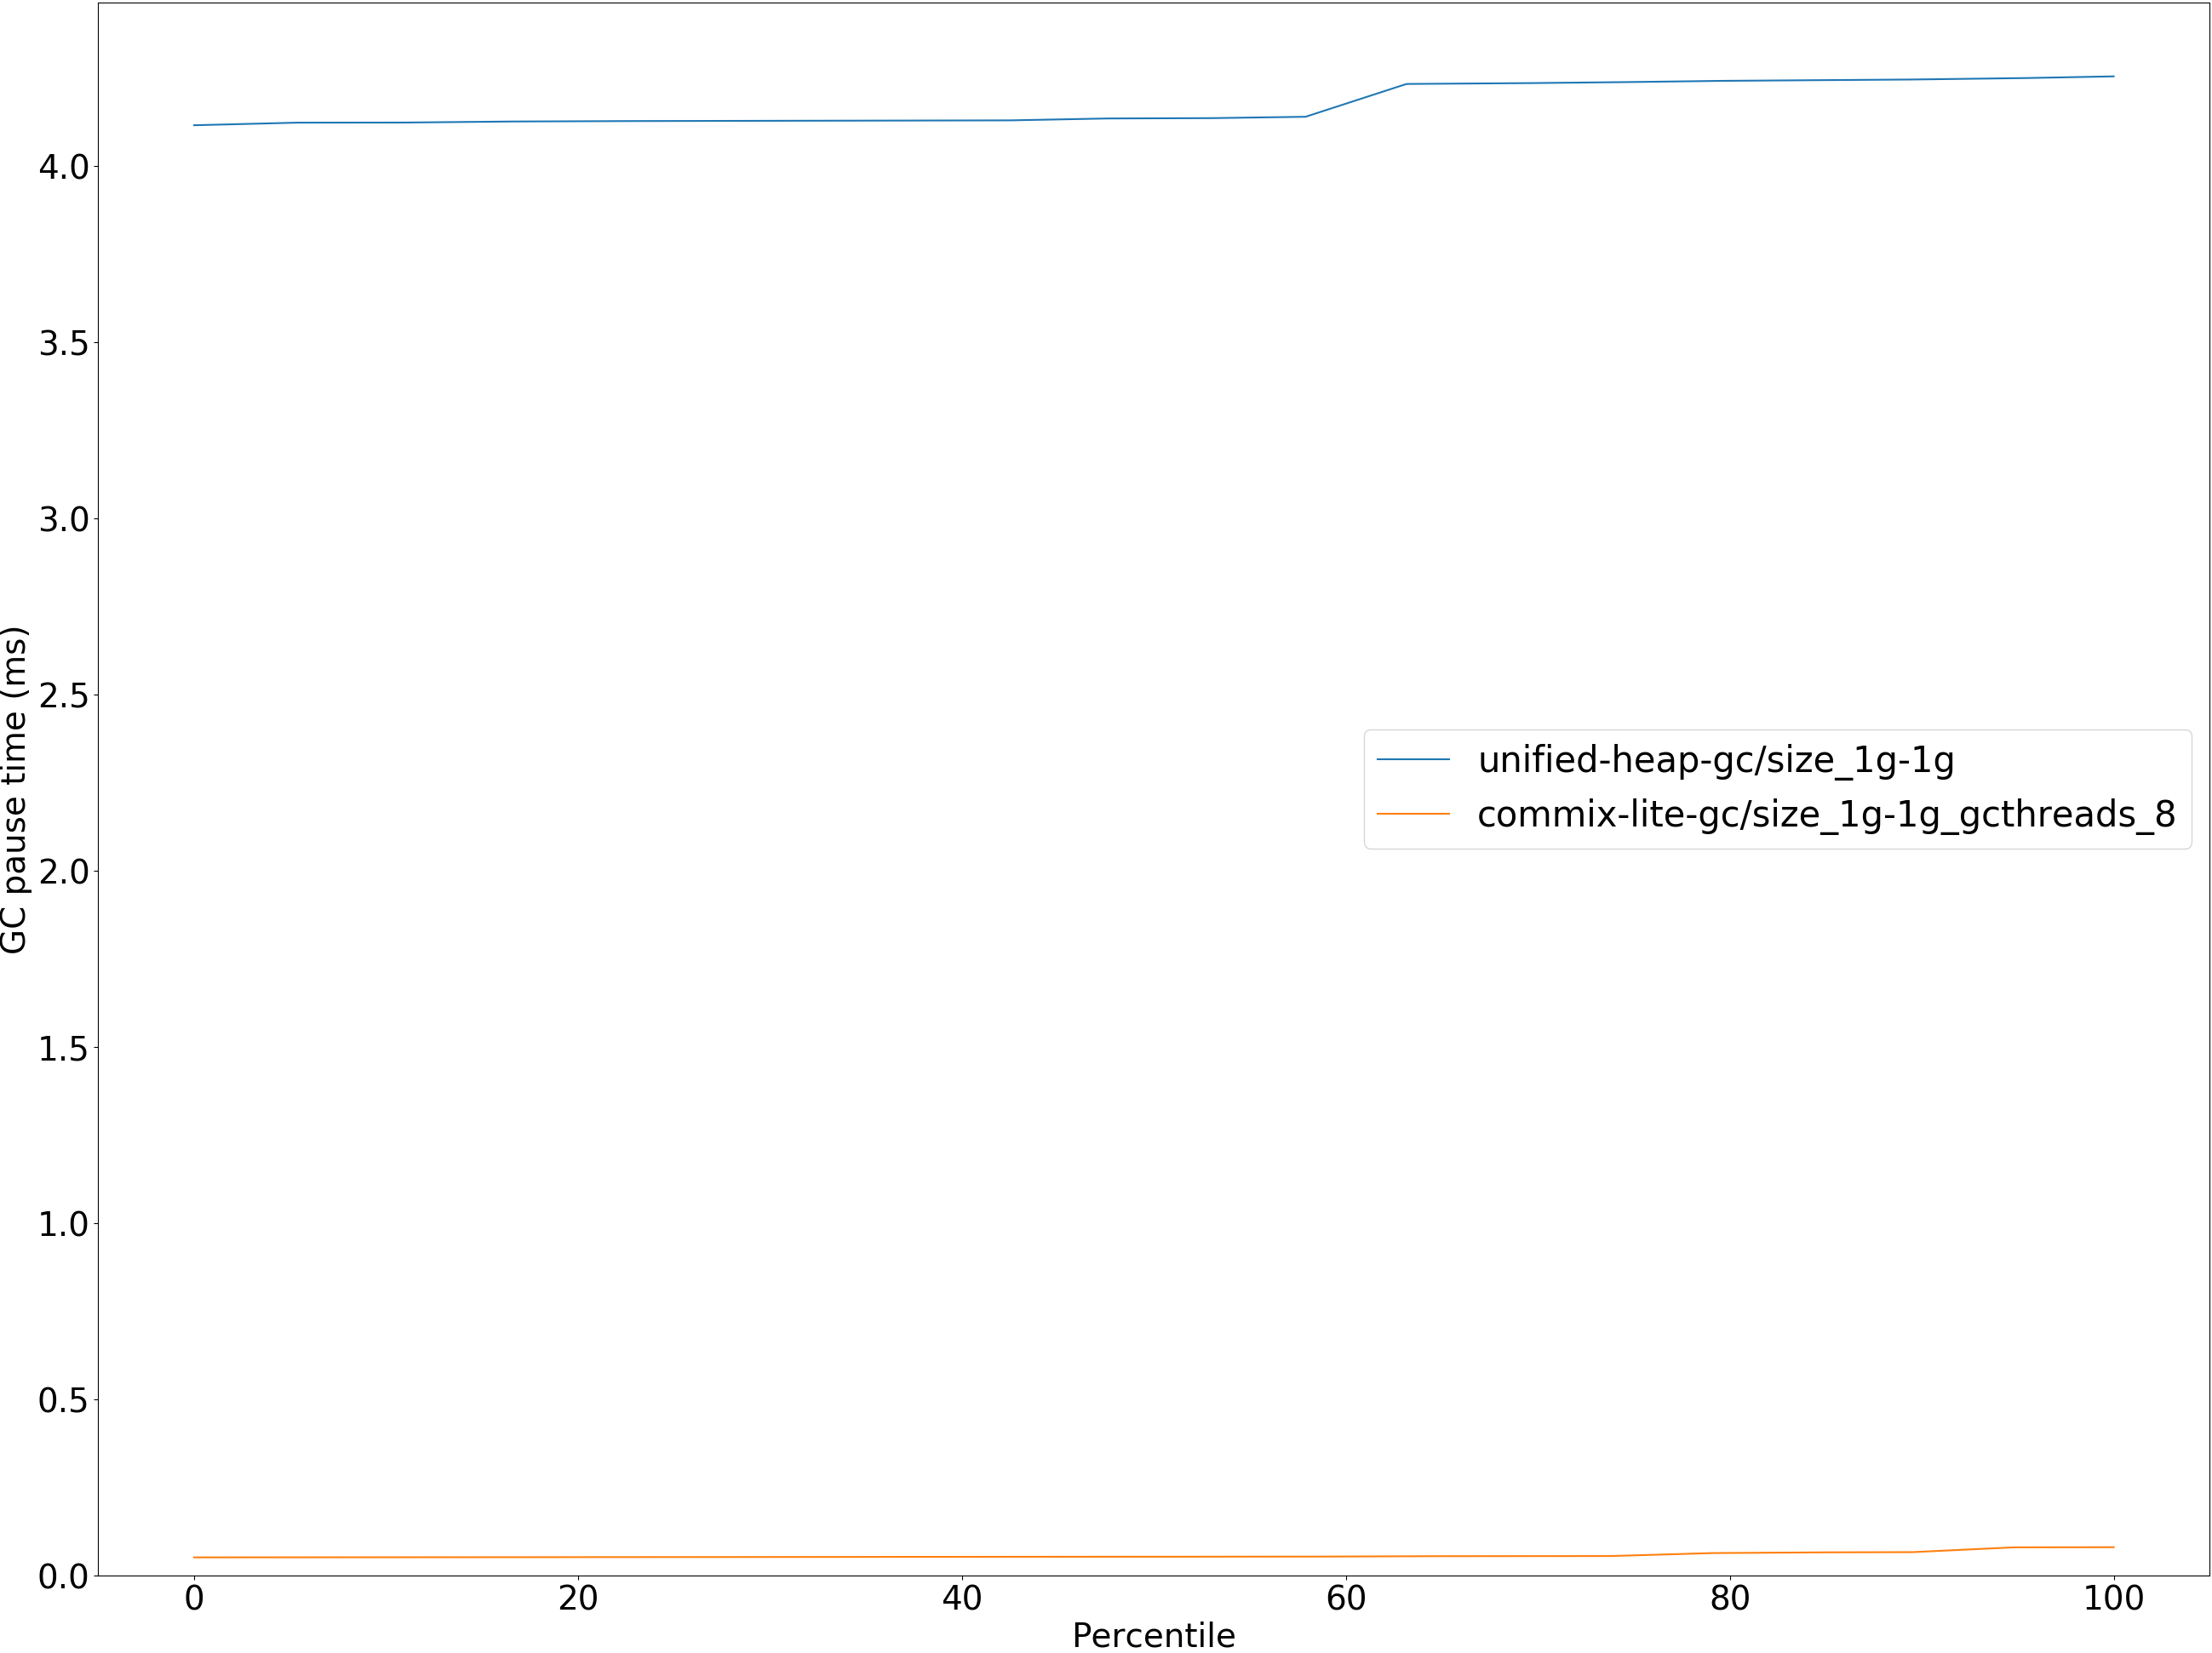 4.0
3.5
3.0
2.5
2.0
1.5
1.0
0.5
0.0
GC pause time (ms)
unified-heap-gc/size_1g-1g
commix-lite-gc/size_1g-1g_gcthreads_8
0 20 40 60 80 100
Percentile